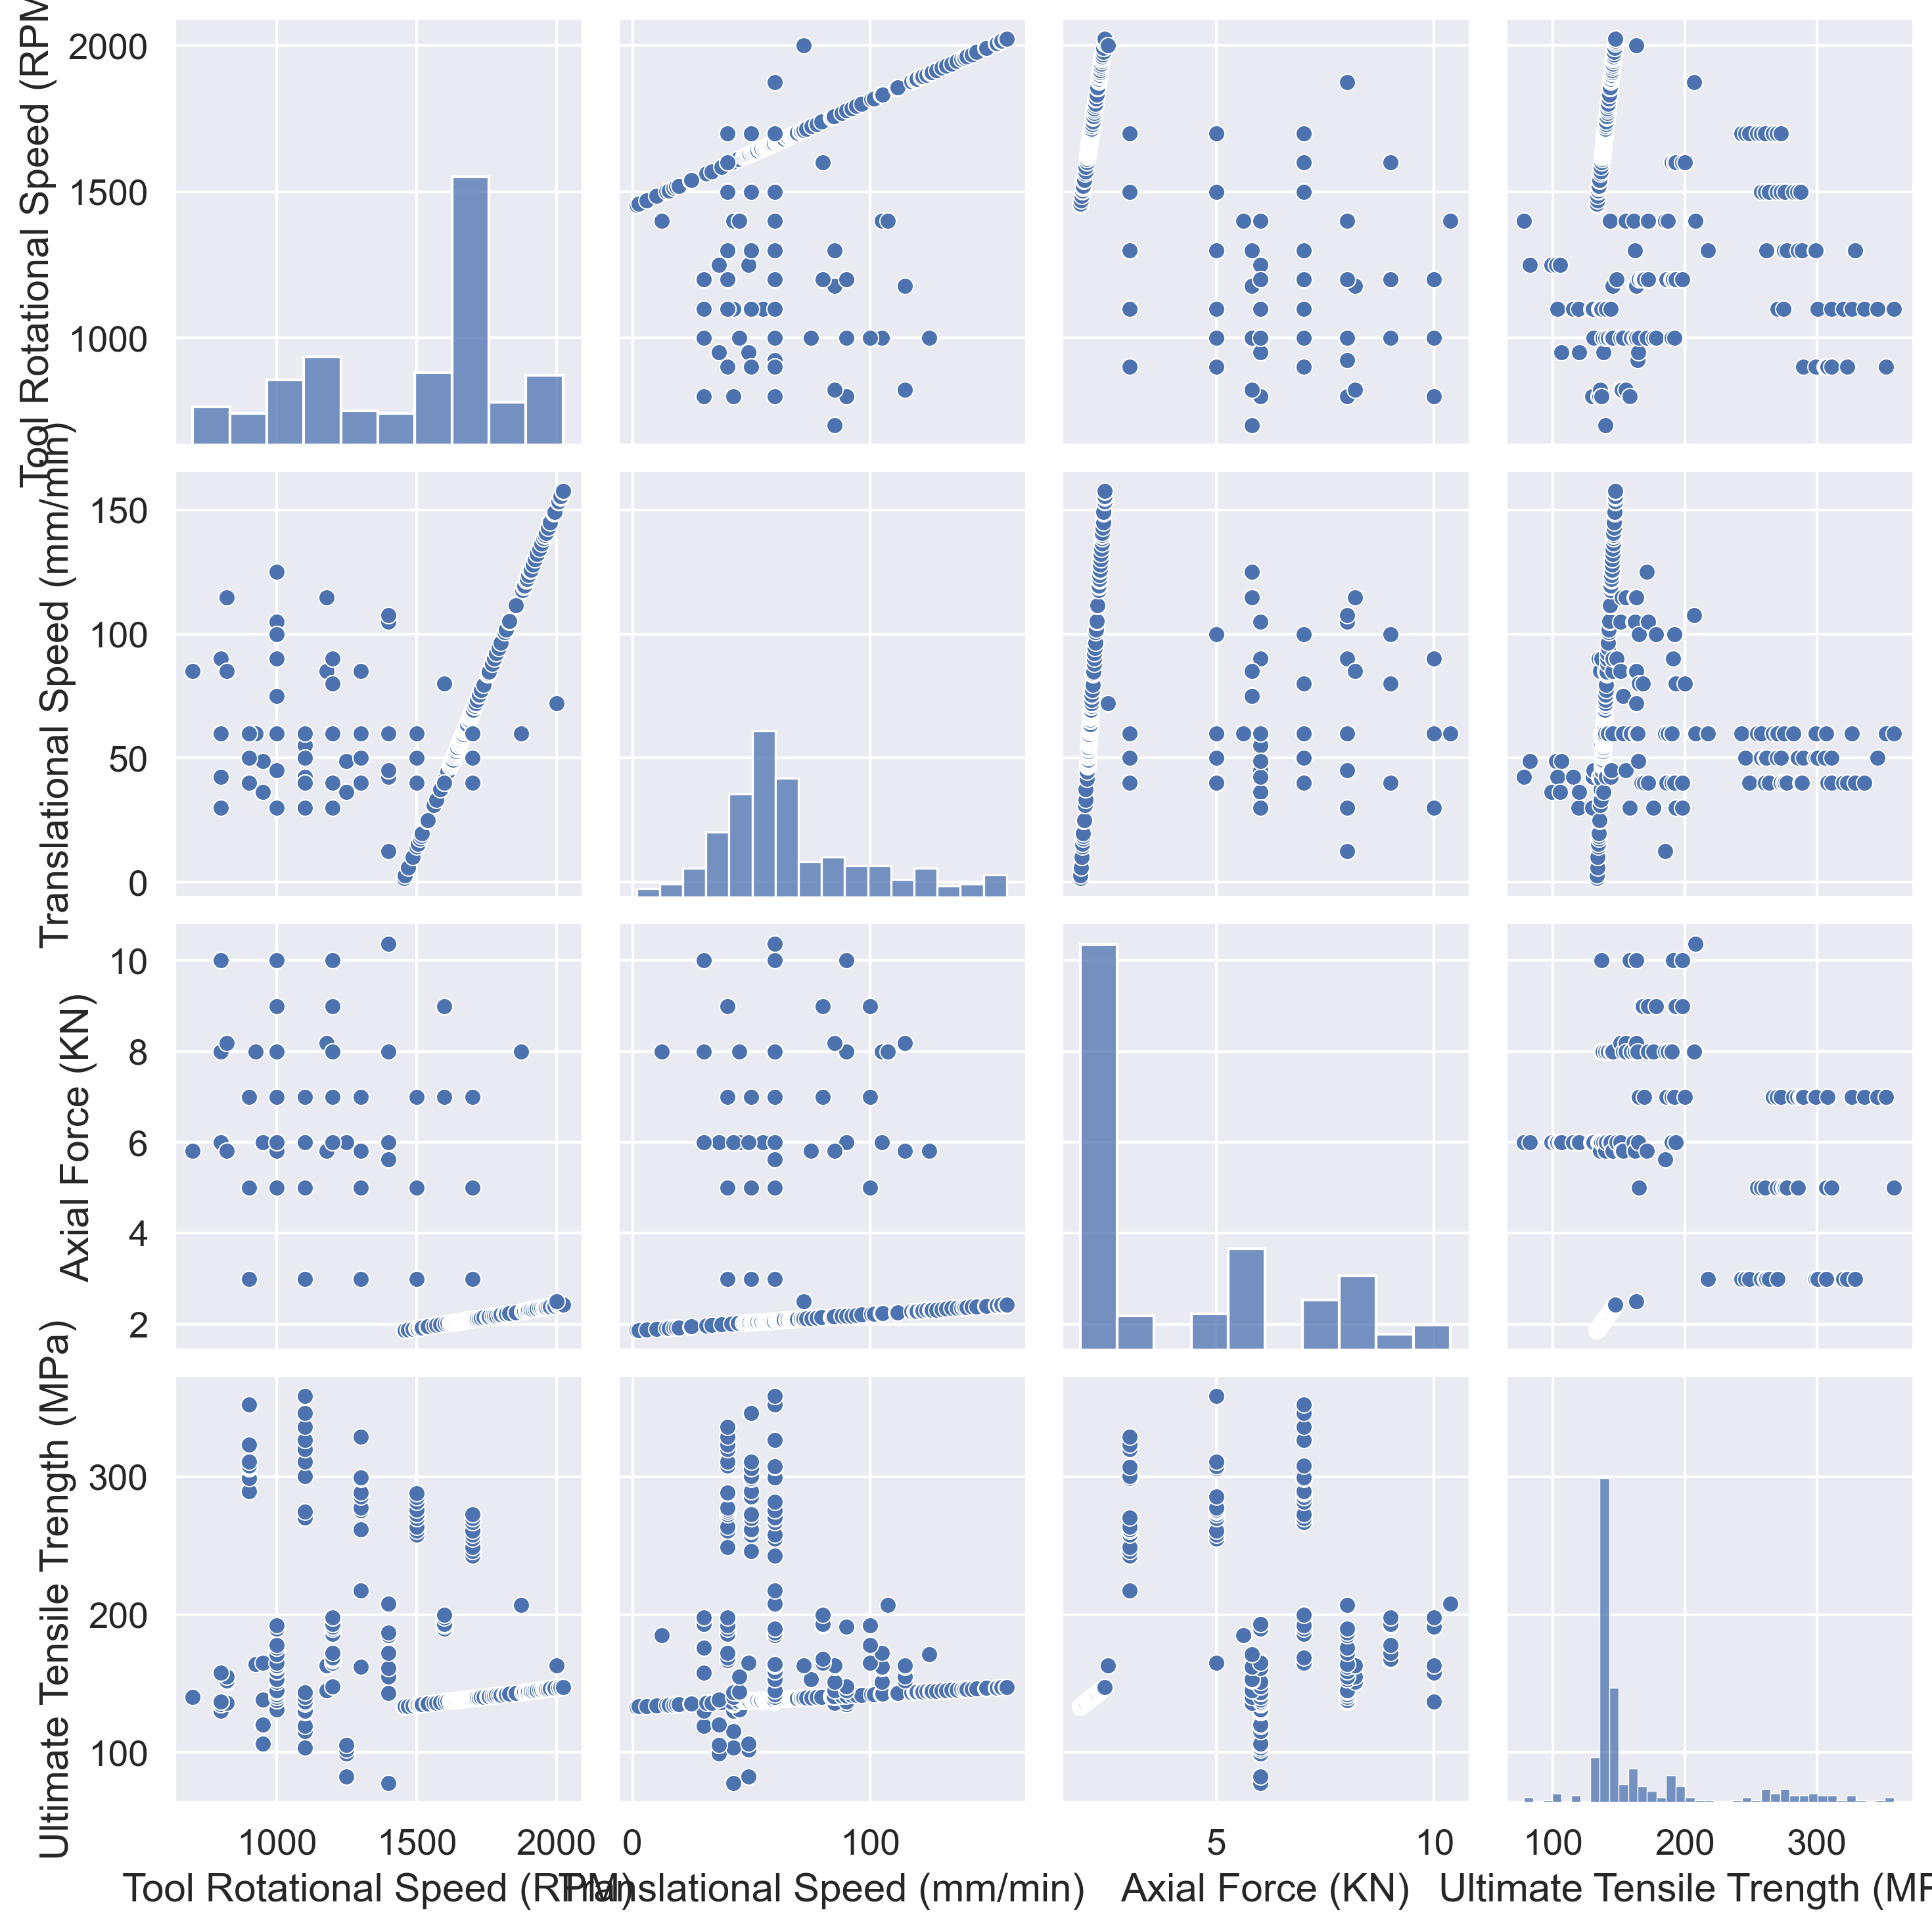 Tool Rotational Speed (RPM
2000
1500
1000
Translational Speed (mm/min)
150
100
50
0
Axial Force (KN)
10
8
6
4
2
Ultimate Tensile Trength (MPa)
300
200
100
1000 1500 2000 0 100 5 10 100 200 300
Tool Rotational Speed (RPM) Translational Speed (mm/min) Axial Force (KN) Ultimate Tensile Trength (MP